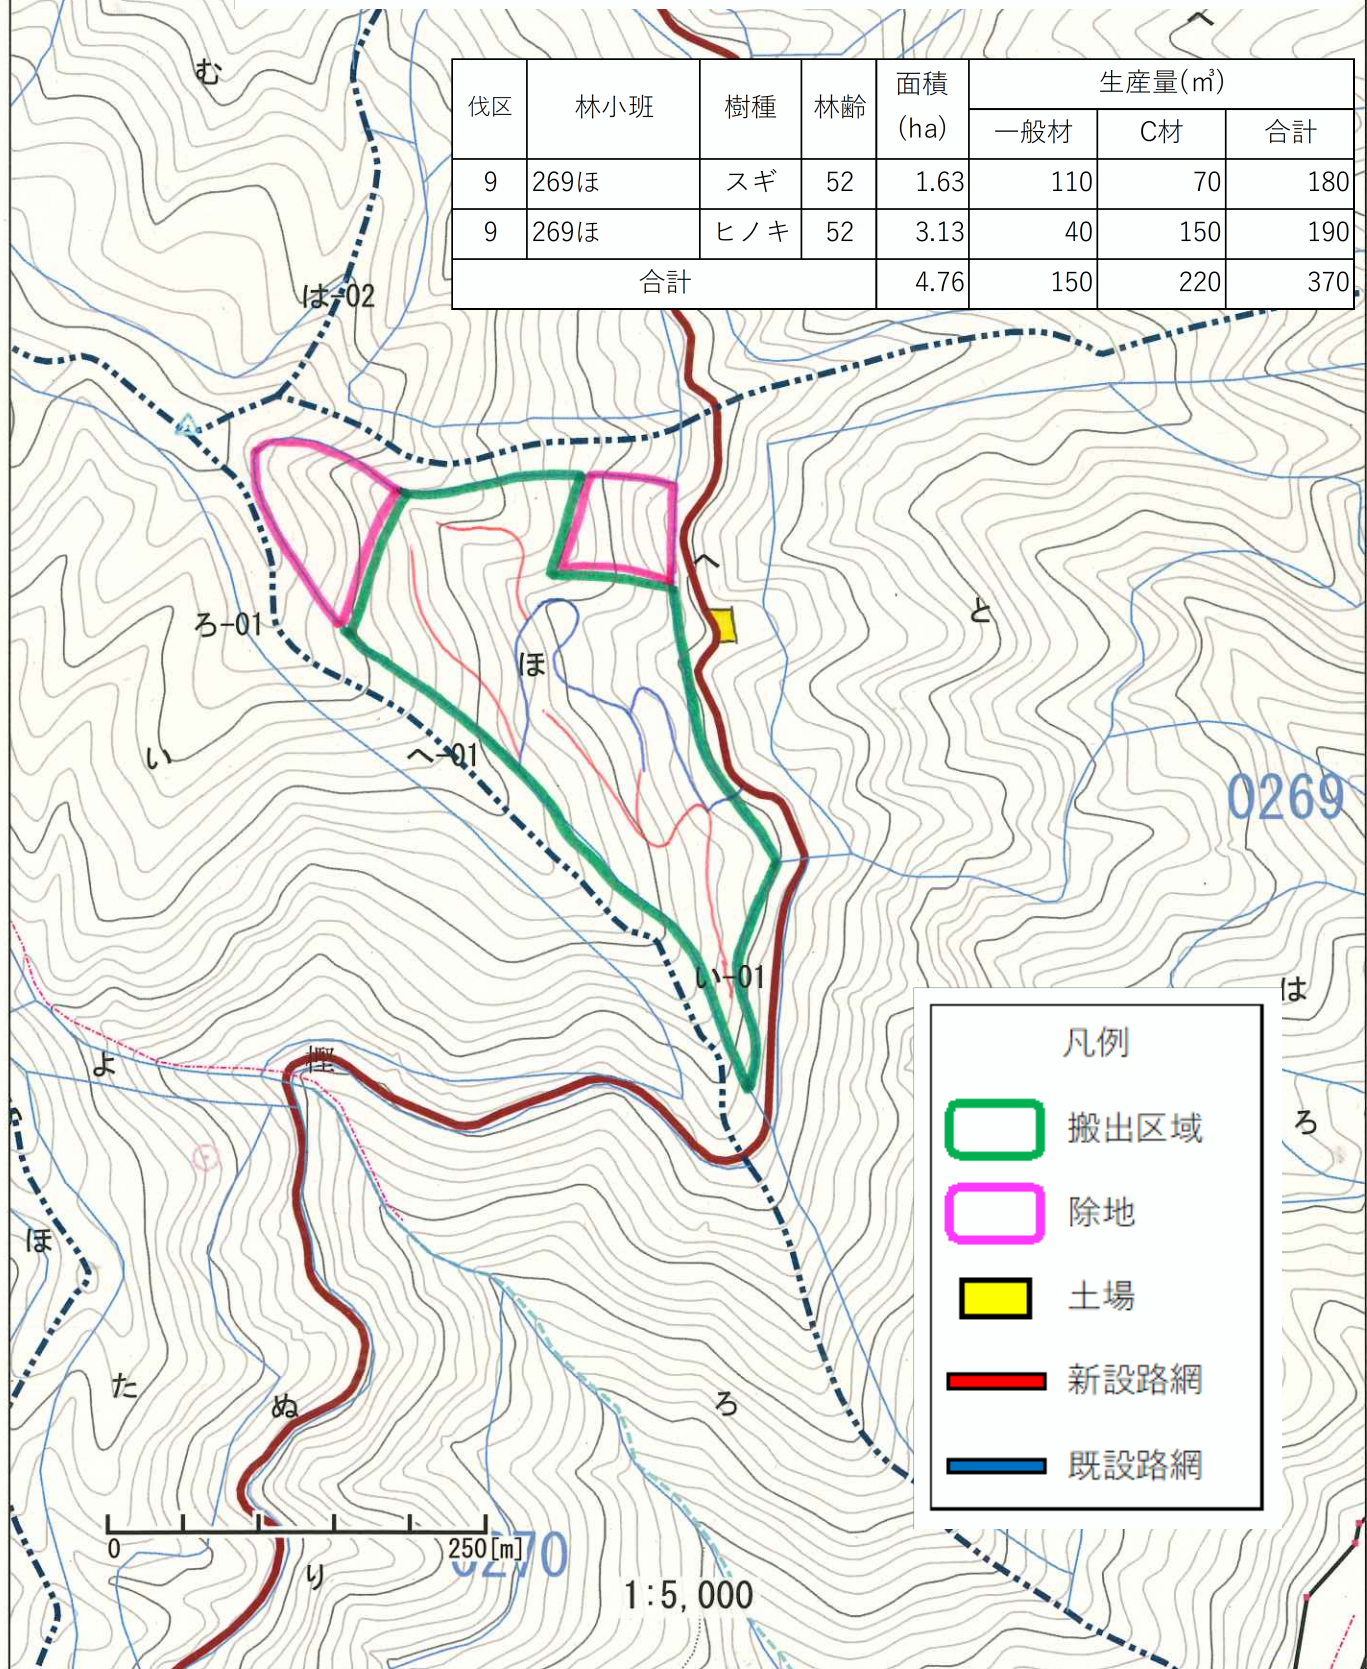 へ
む
伐区 林小班 樹種 林齢 面積(ha) 生産量(㎥)
一般材 C材 合計
9 269ほ スギ 52 1.63 110 70 180
9 269ほ ヒノキ 52 3.13 40 150 190
合計 4.76 150 220 370
は-02
へ
ろ-01
と
ほ
い
へ-01
0269
い-01
は
凡例
樫
よ
搬出区域
ろ
除地
ほ
土場
新設路網
た
ぬ
ろ
既設路網
0 250[m]
0270
り
1:5,000